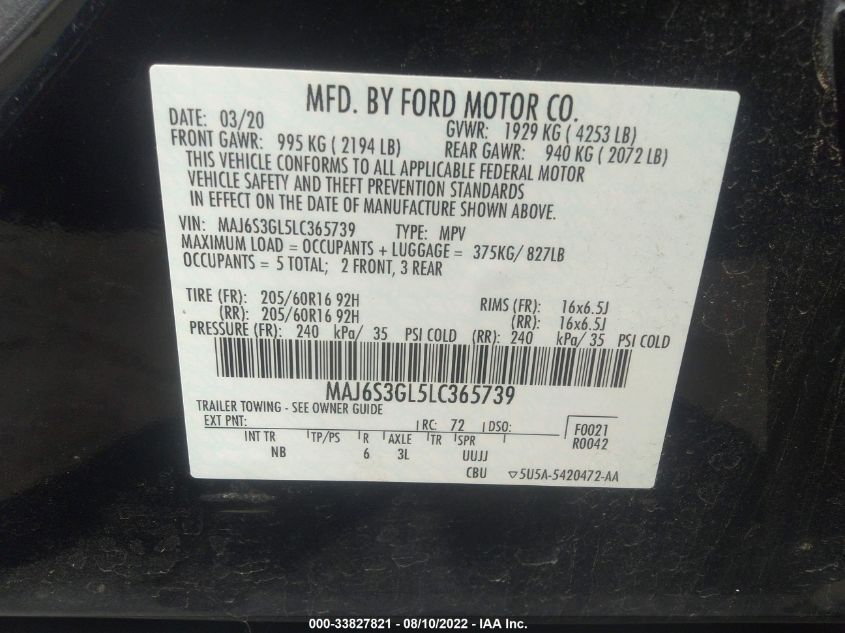 MFD. BY FORD MOTOR CO.
DATE: 03/20 GVWR: 1929 KG ( 4253 LB)
FRONT GAWR: 995 KG ( 2194 LB) REAR GAWR: 940 KG ( 2072 LB)
THIS VEHICLE CONFORMS TO ALL APPLICABLE FEDERAL MOTOR
VEHICLE SAFETY AND THEFT PREVENTION STANDARDS
IN EFFECT ON THE DATE OF MANUFACTURE SHOWN ABOVE.
VIN: MAJ6S3GL5LC365739 TYPE: MPV
MAXIMUM LOAD = OCCUPANTS + LUGGAGE = 375KG/ 827LB
OCCUPANTS = 5 TOTAL; 2 FRONT, 3 REAR
TIRE (FR): 205/60R16 92H RIMS (FR): 16x6.5J
(RR): 205/60R16 92H (RR): 16x6.5J
PRESSURE (FR): 240 kPa/ 35 PSI COLD (RR): 240 kPa/ 35 PSI COLD
MAJ6S3GL5LC365739
TRAILER TOWING - SEE OWNER GUIDE
EXT PNT: RC: 72 DSO: F0021
INT TR TP/PS R AXLE TR SPR R0042
NB 6 3L UUJJ
CBU ▽5U5A-5420472-AA
000-33827821 - 08/10/2022 - IAA Inc.